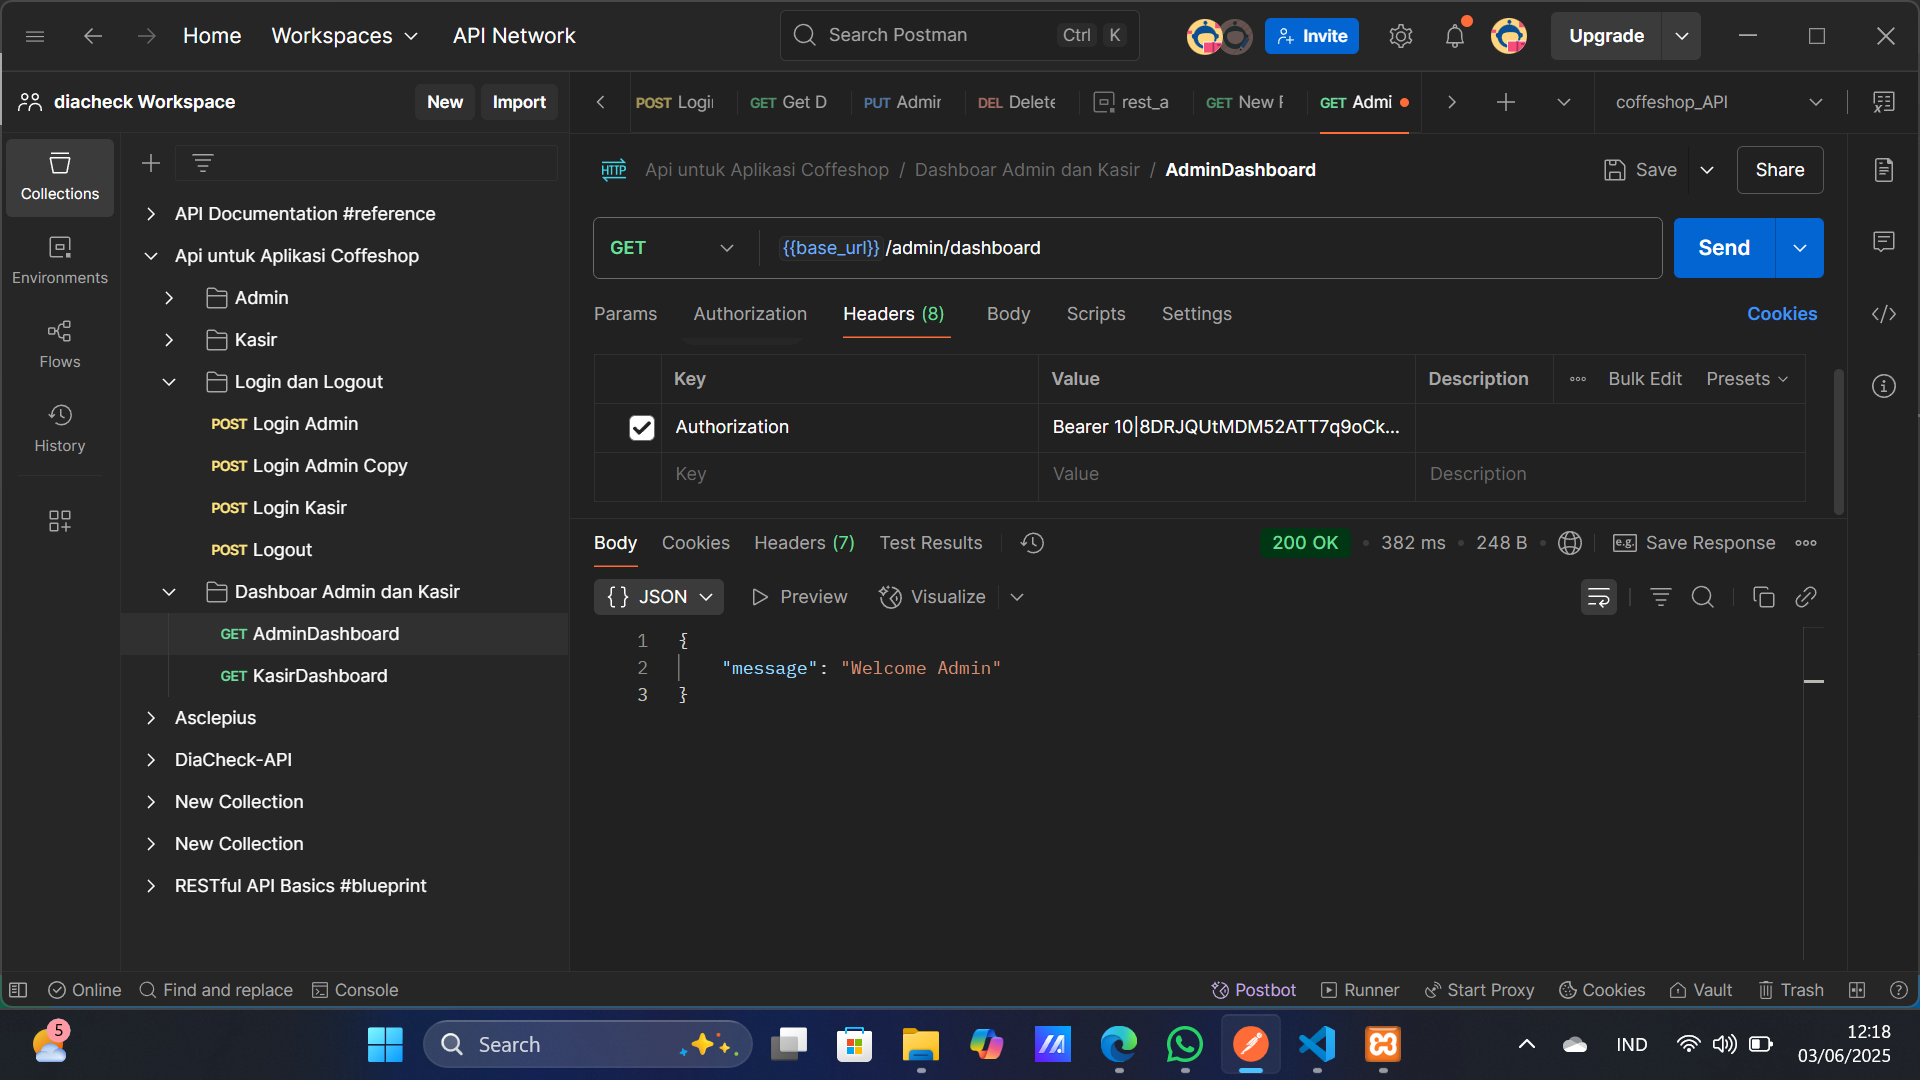 Home
Workspaces
API Network
Search Postman
Ctrl K
Invite
Upgrade
diacheck Workspace
New
Import
POST Logi
GET Get D
PUT Admir
DEL Delete
rest_a
GET New
GET Admi
coffeshop_API
Collections
Environments
Flows
History
API Documentation #reference
Api untuk Aplikasi Coffeshop
Admin
Kasir
Login dan Logout
POST Login Admin
POST Login Admin Copy
POST Login Kasir
POST Logout
Dashboar Admin dan Kasir
GET AdminDashboard
GET KasirDashboard
Asclepius
DiaCheck-API
New Collection
New Collection
RESTful API Basics #blueprint
HTTP
Api untuk Aplikasi Coffeshop / Dashboar Admin dan Kasir / AdminDashboard
Save
Share
GET
{{base_url}} /admin/dashboard
Send
Params
Authorization
Headers (8)
Body
Scripts
Settings
Cookies
Key
Value
Description
Bulk Edit
Presets
Authorization
Bearer 10|8DRJQUtMDM52ATT7q9oCk...
Key
Value
Description
Body
Cookies
Headers (7)
Test Results
200 OK
382 ms
248 B
e.g.
Save Response
{} JSON
Preview
Visualize
1 {
2 "message": "Welcome Admin"
3 }
Online
Find and replace
Console
Postbot
Runner
Start Proxy
Cookies
Vault
Trash
5
Search
IND
12:18
03/06/2025